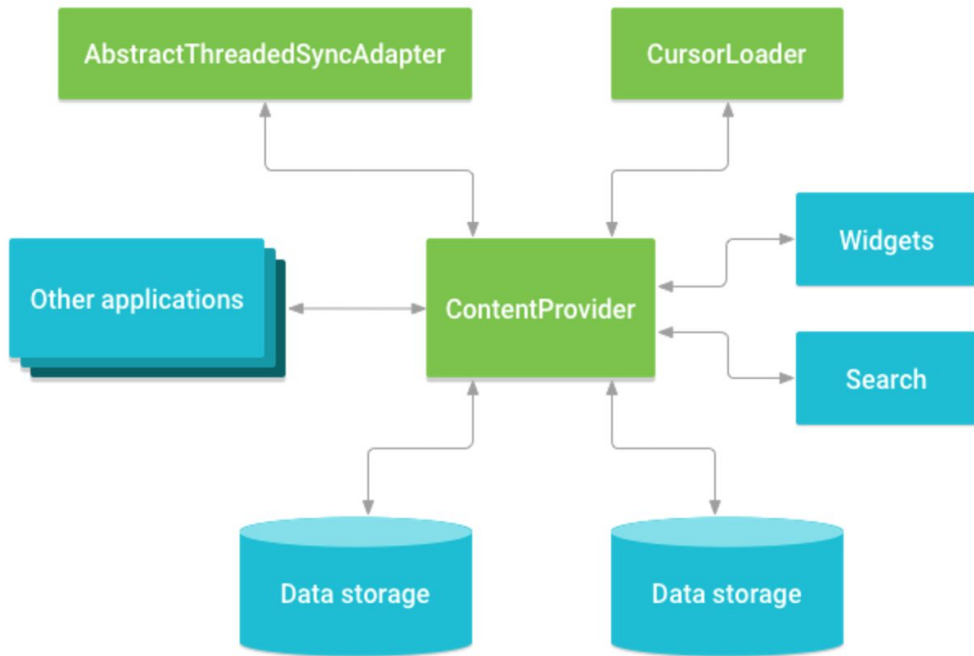 AbstractThreadedSyncAdapter
CursorLoader
Widgets
Other applications
ContentProvider
Search
Data storage
Data storage